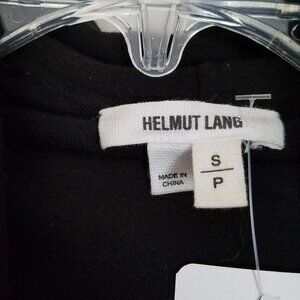 HELMUT LANG
MADE IN
CHINA
S
P